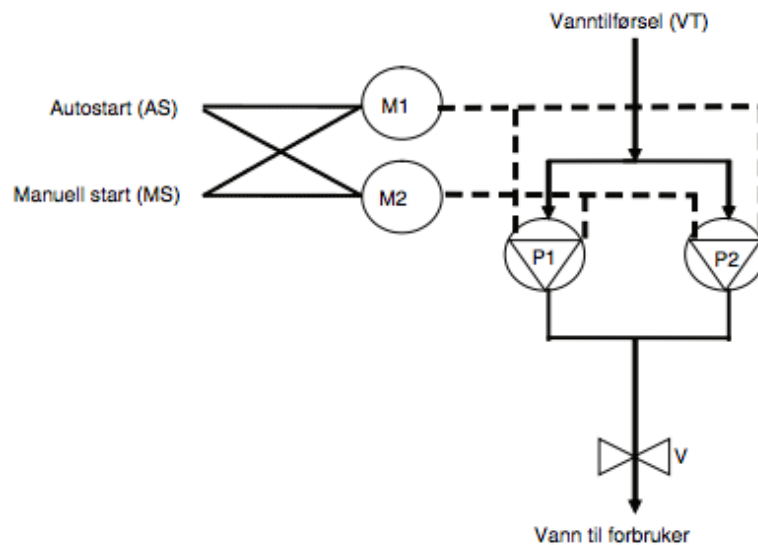 Vanntilførsel (VT)
Autostart (AS)
M1
Manuell start (MS)
M2
P1
P2
V
Vann til forbruker